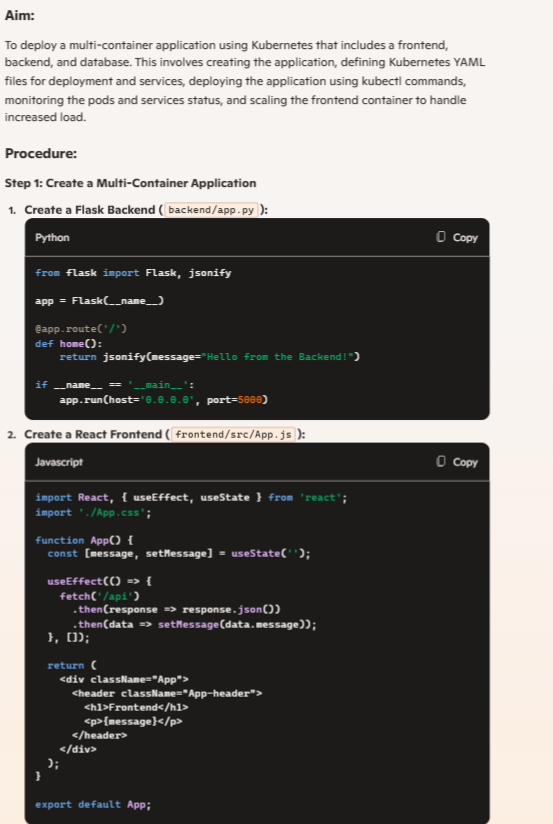 Aim:
To deploy a multi-container application using Kubernetes that includes a frontend,
backend, and database. This involves creating the application, defining Kubernetes YAML
files for deployment and services, deploying the application using kubectl commands,
monitoring the pods and services status, and scaling the frontend container to handle
increased load.
Procedure:
Step 1: Create a Multi-Container Application
1. Create a Flask Backend ( backend/app.py ):
Python Copy
from flask import Flask, jsonify
app = Flask(__name__)
@app.route('/')
def home():
    return jsonify(message="Hello from the Backend!")
if __name__ == '__main__':
    app.run(host='0.0.0.0', port=5000)
2. Create a React Frontend ( frontend/src/App.js ):
Javascript Copy
import React, { useEffect, useState } from 'react';
import './App.css';
function App() {
  const [message, setMessage] = useState('');
  useEffect(() => {
    fetch('/api')
      .then(response => response.json())
      .then(data => setMessage(data.message));
  }, []);
  return (
    <div className="App">
      <header className="App-header">
        <h1>Frontend</h1>
        <p>{message}</p>
      </header>
    </div>
  );
}
export default App;